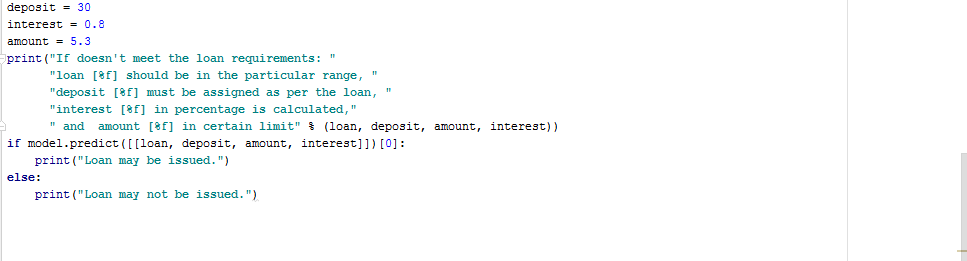 deposit = 30
interest = 0.8
amount = 5.3
print("If doesn't meet the loan requirements: "
"loan [%f] should be in the particular range, "
"deposit [%f] must be assigned as per the loan, "
"interest [%f] in percentage is calculated,"
" and  amount [%f] in certain limit" % (loan, deposit, amount, interest))
if model.predict([[loan, deposit, amount, interest]])[0]:
print("Loan may be issued.")
else:
print("Loan may not be issued.")